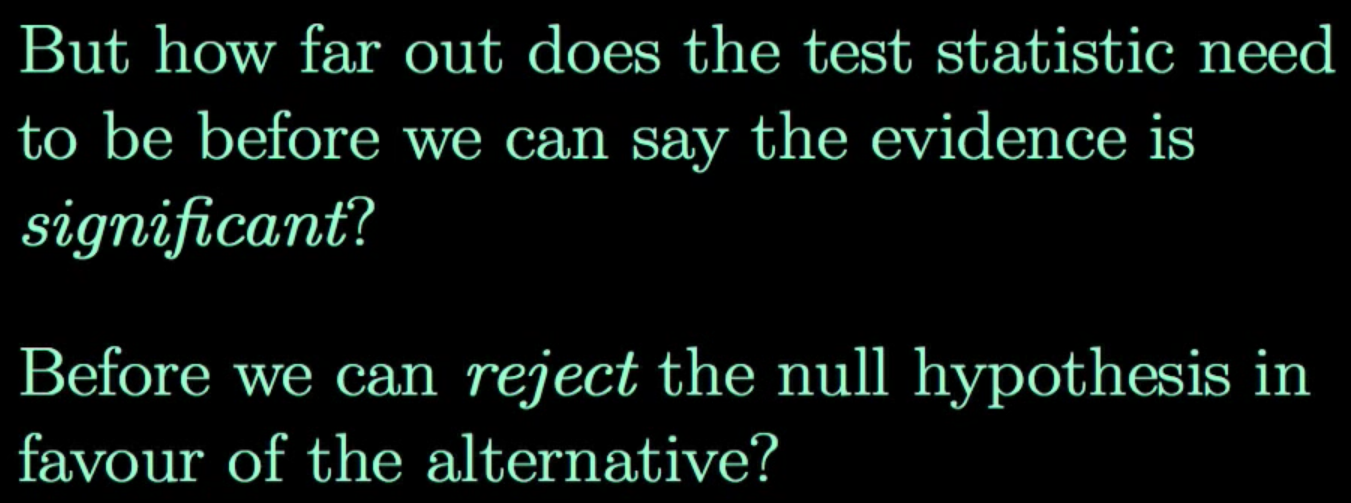 But how far out does the test statistic need
to be before we can say the evidence is
significant?
Before we can reject the null hypothesis in
favour of the alternative?